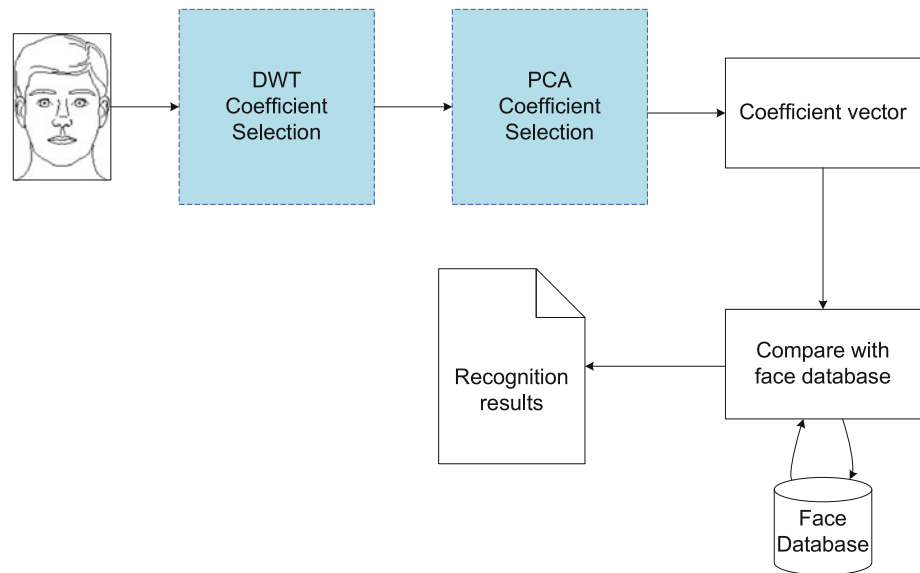 DWT
Coefficient
Selection
PCA
Coefficient
Selection
Coefficient vector
Compare with
face database
Recognition
results
Face
Database